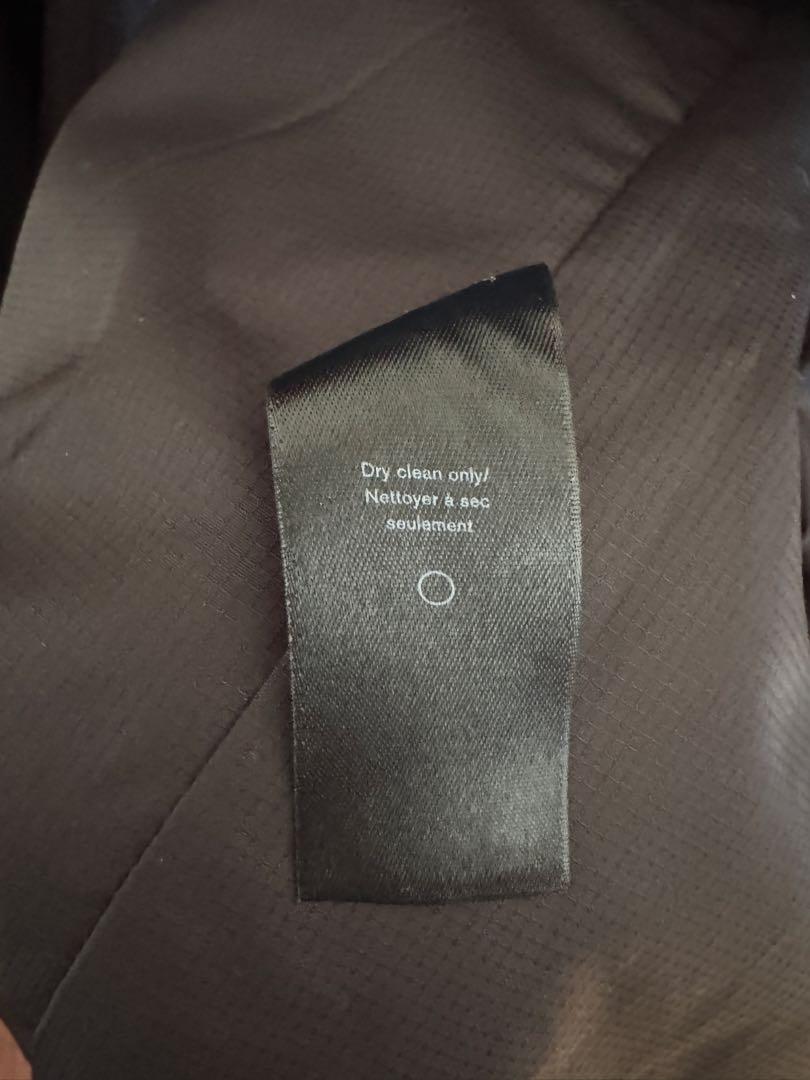 Dry clean only/
Nettoyer à sec
seulement